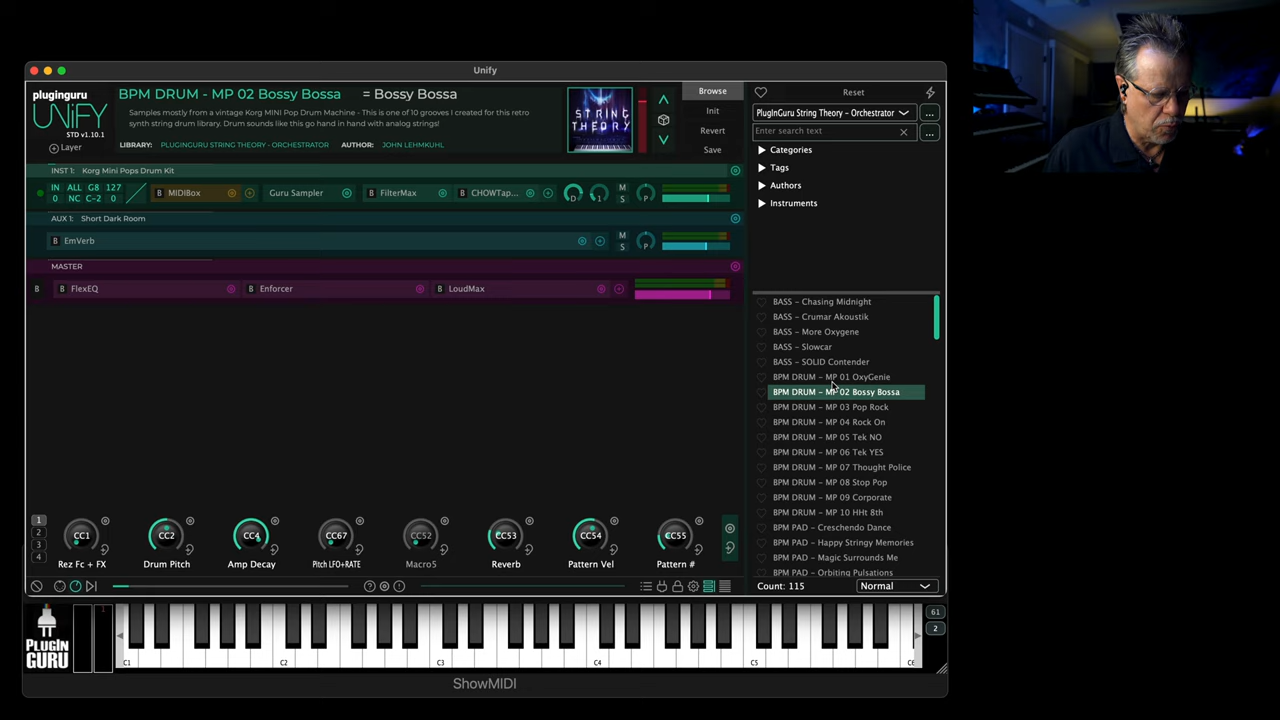 Unify
pluginguru
UNIFY
STD v1.10.1
Layer
BPM DRUM - MP 02 Bossy Bossa = Bossy Bossa
Samples mostly from a vintage Korg MINI Pop Drum Machine - This is one of 10 grooves I created for this retro
synth string drum library. Drum sounds like this go hand in hand with analog strings!
LIBRARY: PLUGINGURU STRING THEORY - ORCHESTRATOR AUTHOR: JOHN LEHMKUHL
STRING
THEORY
Browse
Init
Revert
Save
Reset
PlugInGuru String Theory - Orchestrator
...
Enter search text
...
Categories
Tags
Authors
Instruments
INST 1: Korg Mini Pops Drum Kit
IN ALL G8 127
0 NC C-2 0
B MIDIBox
Guru Sampler
B FilterMax
B CHOWTap...
D
1
M
S
P
AUX 1: Short Dark Room
B EmVerb
M
S
P
MASTER
B
B FlexEQ
B Enforcer
B LoudMax
BASS - Chasing Midnight
BASS - Crumar Akoustik
BASS - More Oxygene
BASS - Slowcar
BASS - SOLID Contender
BPM DRUM - MP 01 OxyGenie
BPM DRUM - MP 02 Bossy Bossa
BPM DRUM - MP 03 Pop Rock
BPM DRUM - MP 04 Rock On
BPM DRUM - MP 05 Tek NO
BPM DRUM - MP 06 Tek YES
BPM DRUM - MP 07 Thought Police
BPM DRUM - MP 08 Stop Pop
BPM DRUM - MP 09 Corporate
BPM DRUM - MP 10 HHt 8th
BPM PAD - Creschendo Dance
BPM PAD - Happy Stringy Memories
BPM PAD - Magic Surrounds Me
BPM PAD - Orbiting Pulsations
Count: 115
Normal
1
2
3
4
CC1
CC2
CC4
CC67
CC52
CC53
CC54
CC55
Rez Fc + FX
Drum Pitch
Amp Decay
Pitch LFO+RATE
Macro5
Reverb
Pattern Vel
Pattern #
PLUGIN
GURU
1
C1
C2
C3
C4
C5
C6
61
2
ShowMIDI